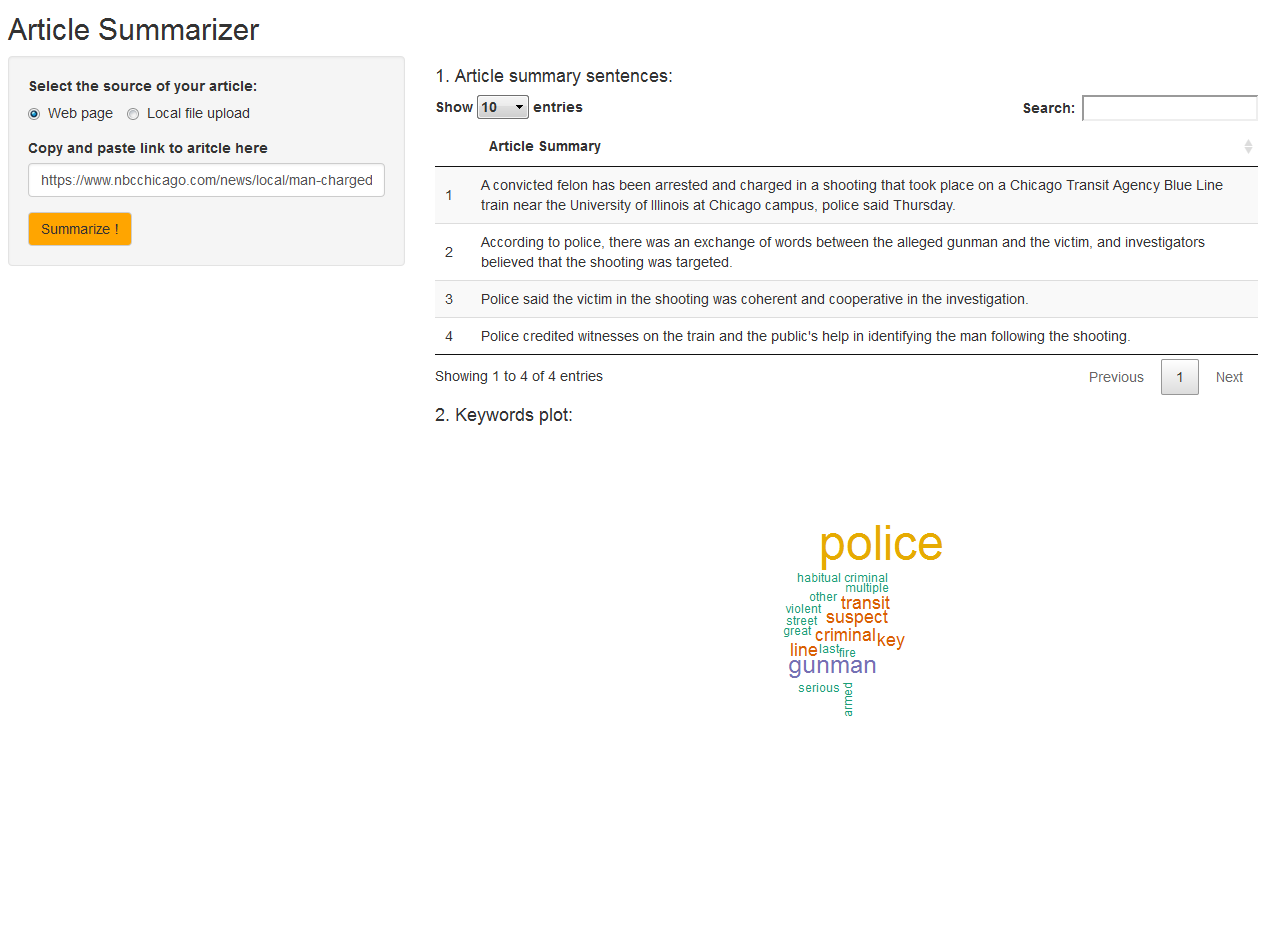 Article Summarizer
Select the source of your article:
Web page Local file upload
Copy and paste link to aritcle here
https://www.nbcchicago.com/news/local/man-charged
Summarize !
1. Article summary sentences:
Show 10 entries
Search:
Article Summary
1 A convicted felon has been arrested and charged in a shooting that took place on a Chicago Transit Agency Blue Line
train near the University of Illinois at Chicago campus, police said Thursday.
2 According to police, there was an exchange of words between the alleged gunman and the victim, and investigators
believed that the shooting was targeted.
3 Police said the victim in the shooting was coherent and cooperative in the investigation.
4 Police credited witnesses on the train and the public's help in identifying the man following the shooting.
Showing 1 to 4 of 4 entries
Previous 1 Next
2. Keywords plot:
police
habitual criminal
multiple
other
transit
violent
suspect
street
great
criminal
key
line
last
fire
gunman
serious
armed